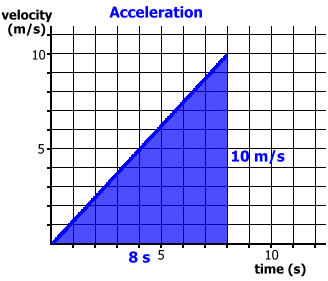 Acceleration
velocity
(m/s)
10
5
10 m/s
8 s
5
10
time (s)